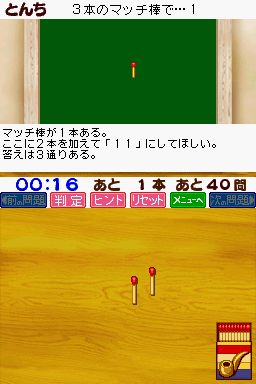 とんち 3本のマッチ棒で…1
マッチ棒が1本ある。
ここに2本を加えて「11」にしてほしい。
答えは3通りある。
00:16 あと 1本 あと40問
前の問題 判定 ヒント リセット メニューへ 次の問題